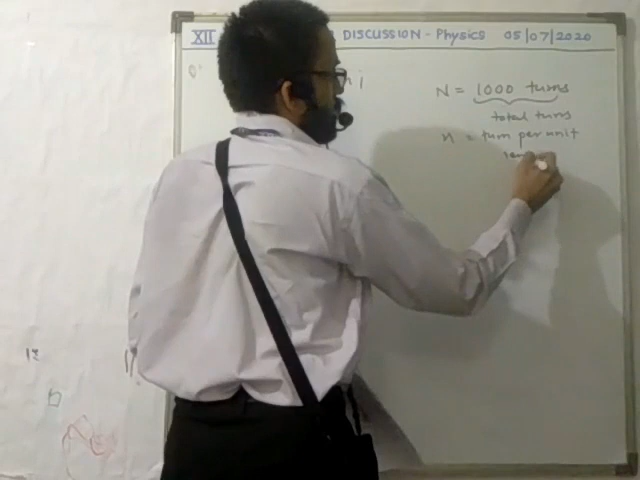 XII DISCUSSION - Physics 05/07/2020
N = 1000 turns
total turns
n = turn per unit